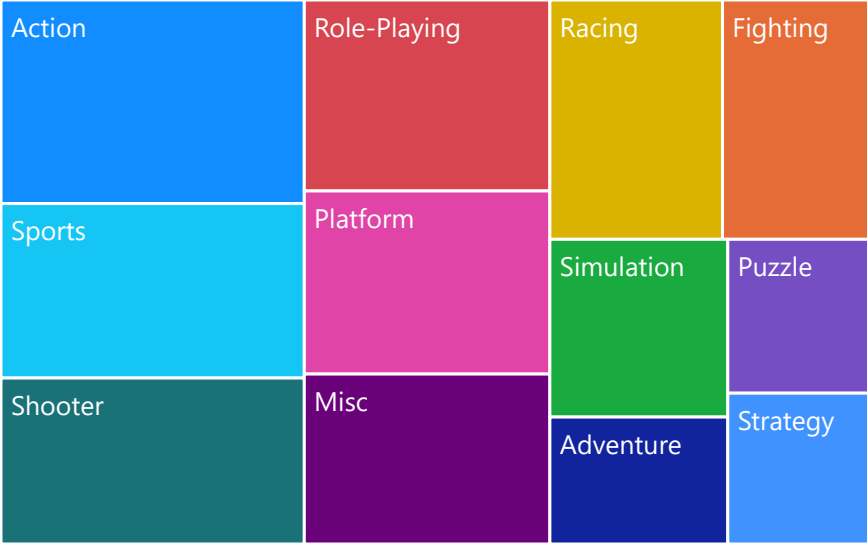 Action
Sports
Shooter
Role-Playing
Platform
Misc
Racing
Fighting
Simulation
Puzzle
Adventure
Strategy